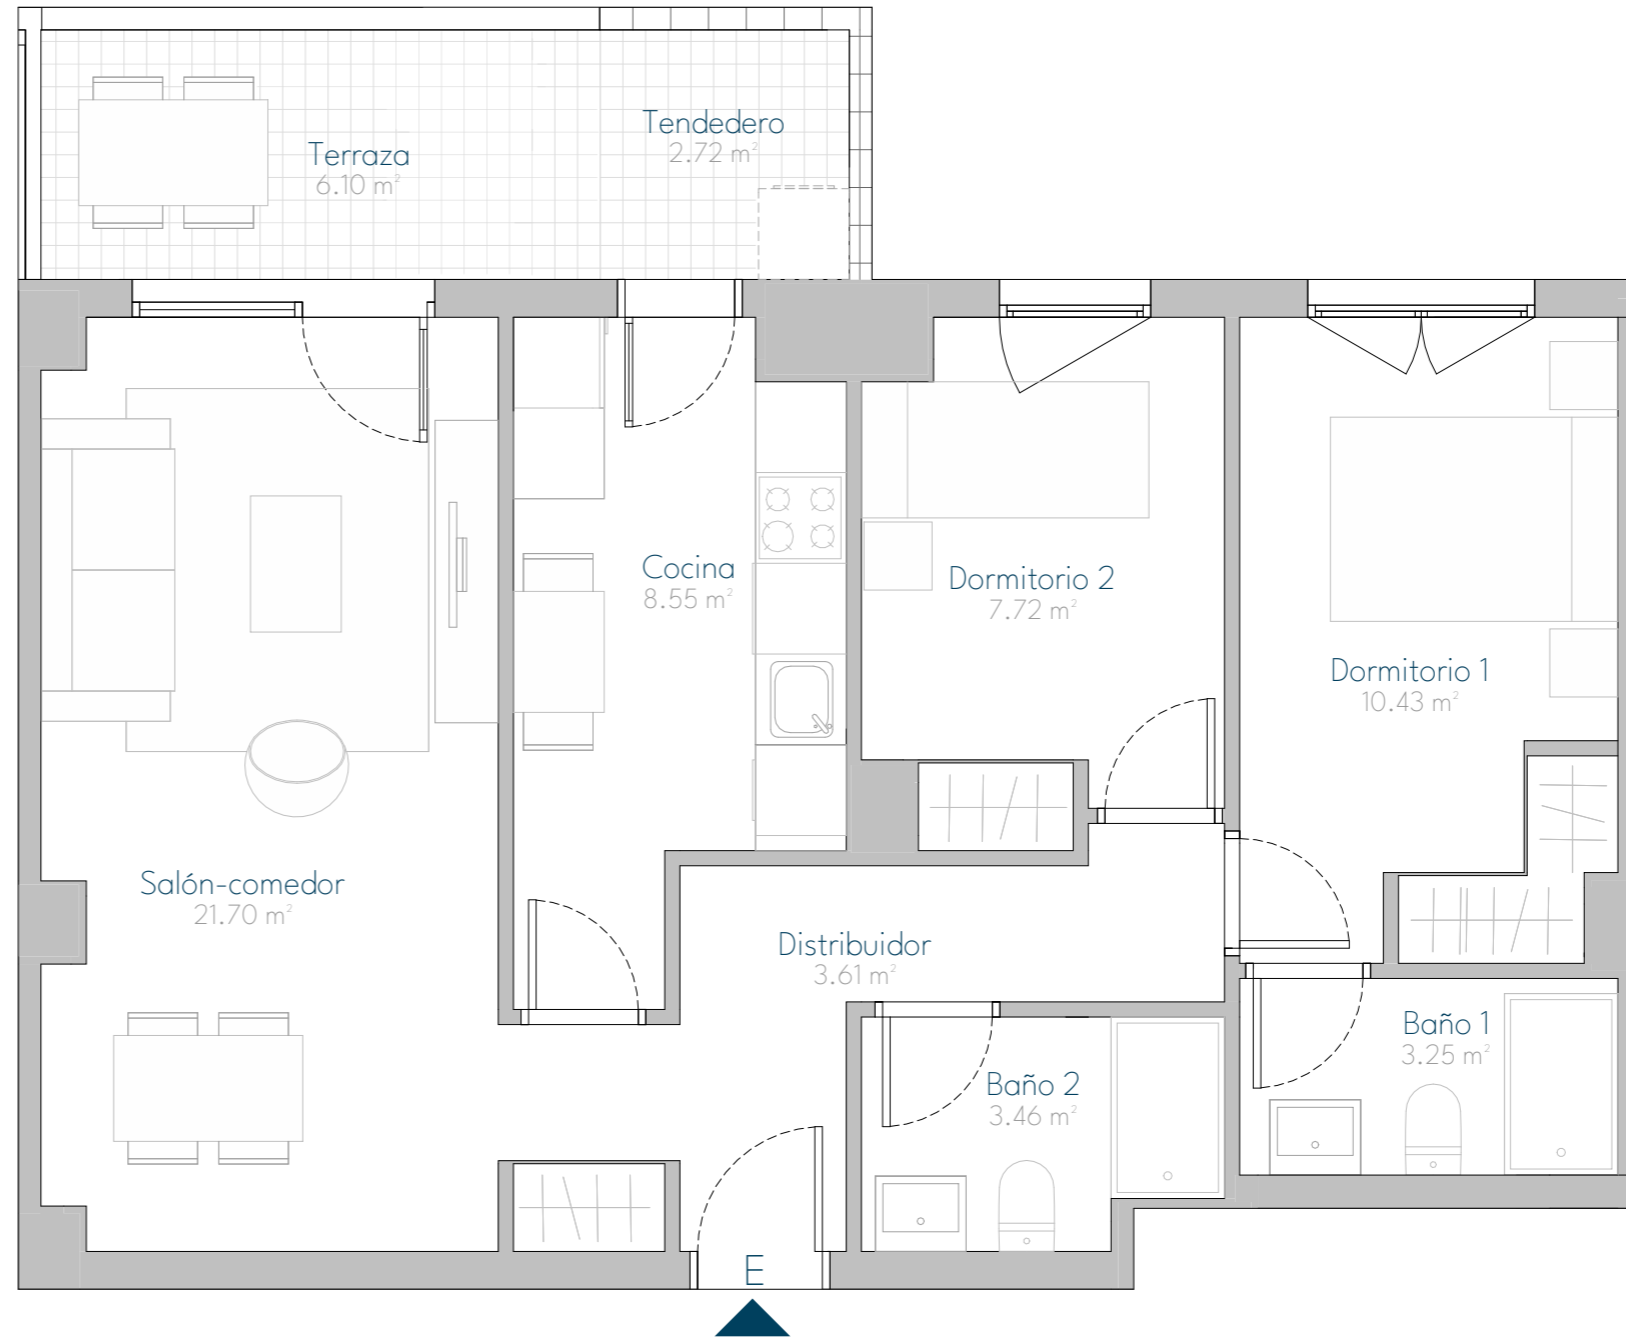 Tendedero
2.72 m²
Terraza
6.10 m²
Cocina
8.55 m²
Dormitorio 2
7.72 m²
Dormitorio 1
10.43 m²
Salón-comedor
21.70 m²
Distribuidor
3.61 m²
Baño 1
3.25 m²
Baño 2
3.46 m²
E